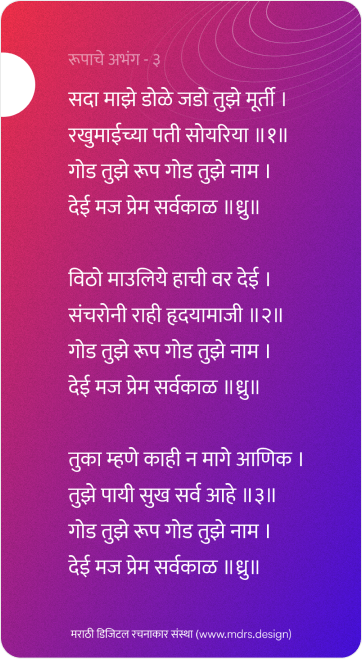 रूपाचे अभंग - ३
सदा माझे डोळे जडो तुझे मूर्ती ।
रखुमाईच्या पती सोयरिया ॥१॥
गोड तुझे रूप गोड तुझे नाम ।
देई मज प्रेम सर्वकाळ ॥ध्रु॥
विठो माउलिये हाची वर देई ।
संचरोनी राही हृदयामाजी ॥२॥
गोड तुझे रूप गोड तुझे नाम ।
देई मज प्रेम सर्वकाळ ॥ध्रु॥
तुका म्हणे काही न मागे आणिक ।
तुझे पायी सुख सर्व आहे ॥३॥
गोड तुझे रूप गोड तुझे नाम ।
देई मज प्रेम सर्वकाळ ॥ध्रु॥
मराठी डिजिटल रचनाकार संस्था (www.mdrs.design)